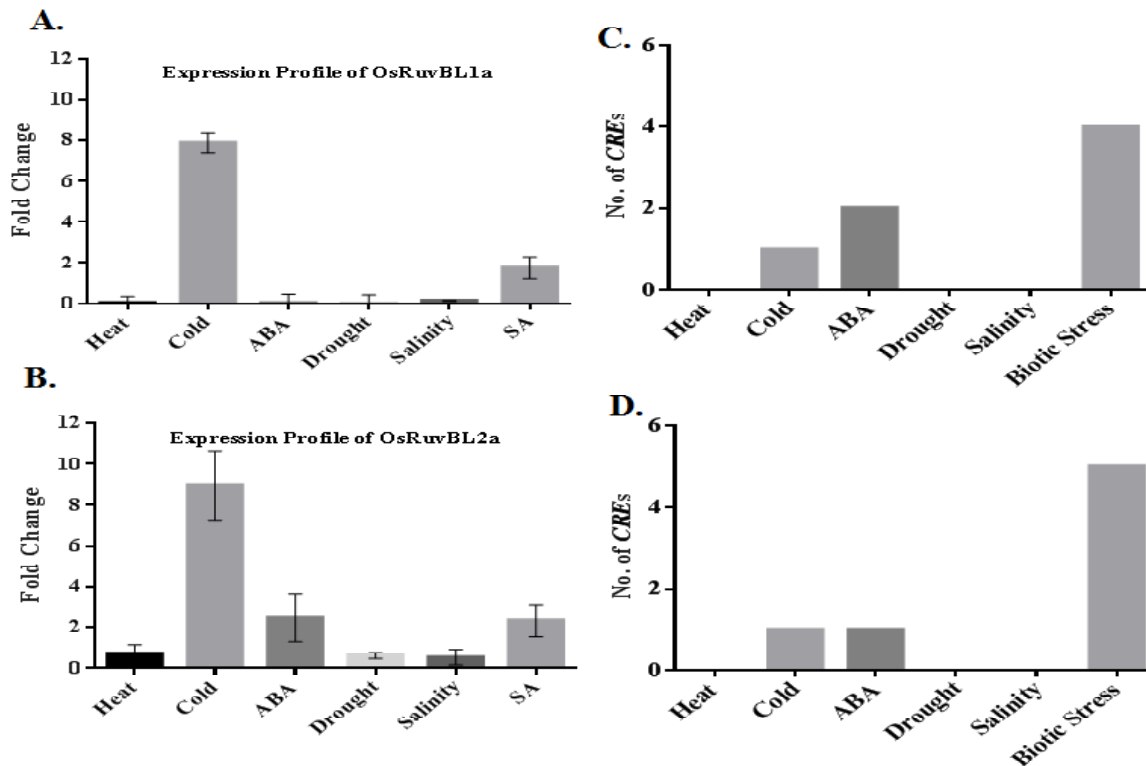 A.
Expression Profile of OsRuvBL1a
Fold Change
12
10
8
6
4
2
0
Heat
Cold
ABA
Drought
Salinity
SA
B.
Expression Profile of OsRuvBL2a
Fold Change
12
10
8
6
4
2
0
Heat
Cold
ABA
Drought
Salinity
SA
C.
No. of CREs
6
4
2
0
Heat
Cold
ABA
Drought
Salinity
Biotic Stress
D.
No. of CREs
6
4
2
0
Heat
Cold
ABA
Drought
Salinity
Biotic Stress